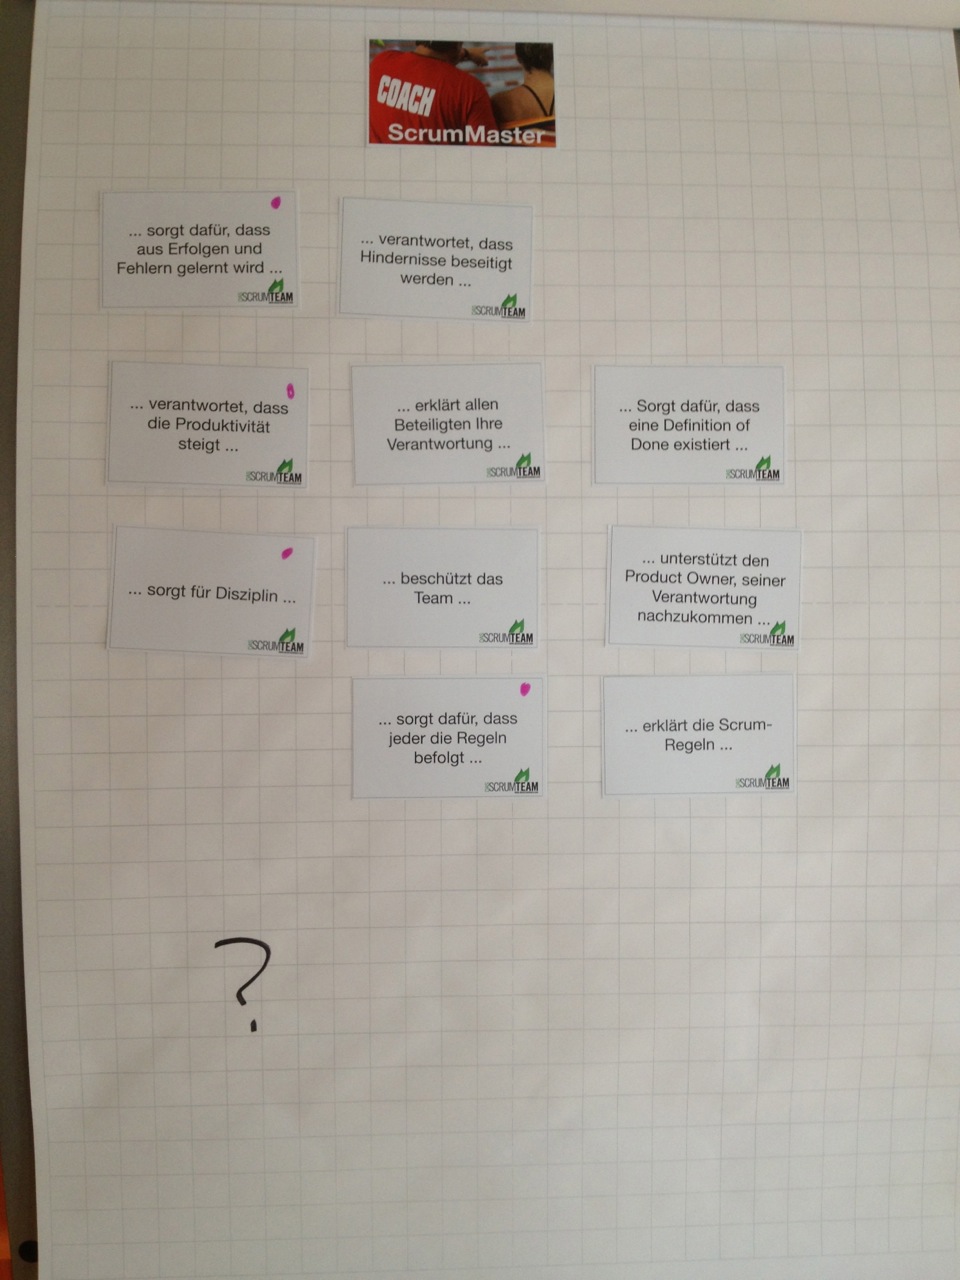 COACH
ScrumMaster
... sorgt dafür, dass
aus Erfolgen und
Fehlern gelernt wird ...
SCRUMTEAM
... verantwortet, dass
Hindernisse beseitigt
werden ...
SCRUMTEAM
... verantwortet, dass
die Produktivität
steigt ...
SCRUMTEAM
... erklärt allen
Beteiligten Ihre
Verantwortung ...
SCRUMTEAM
... Sorgt dafür, dass
eine Definition of
Done existiert ...
SCRUMTEAM
... sorgt für Disziplin ...
SCRUMTEAM
... beschützt das
Team ...
SCRUMTEAM
... unterstützt den
Product Owner, seiner
Verantwortung
nachzukommen ...
SCRUMTEAM
... sorgt dafür, dass
jeder die Regeln
befolgt ...
SCRUMTEAM
... erklärt die Scrum-
Regeln ...
SCRUMTEAM
?